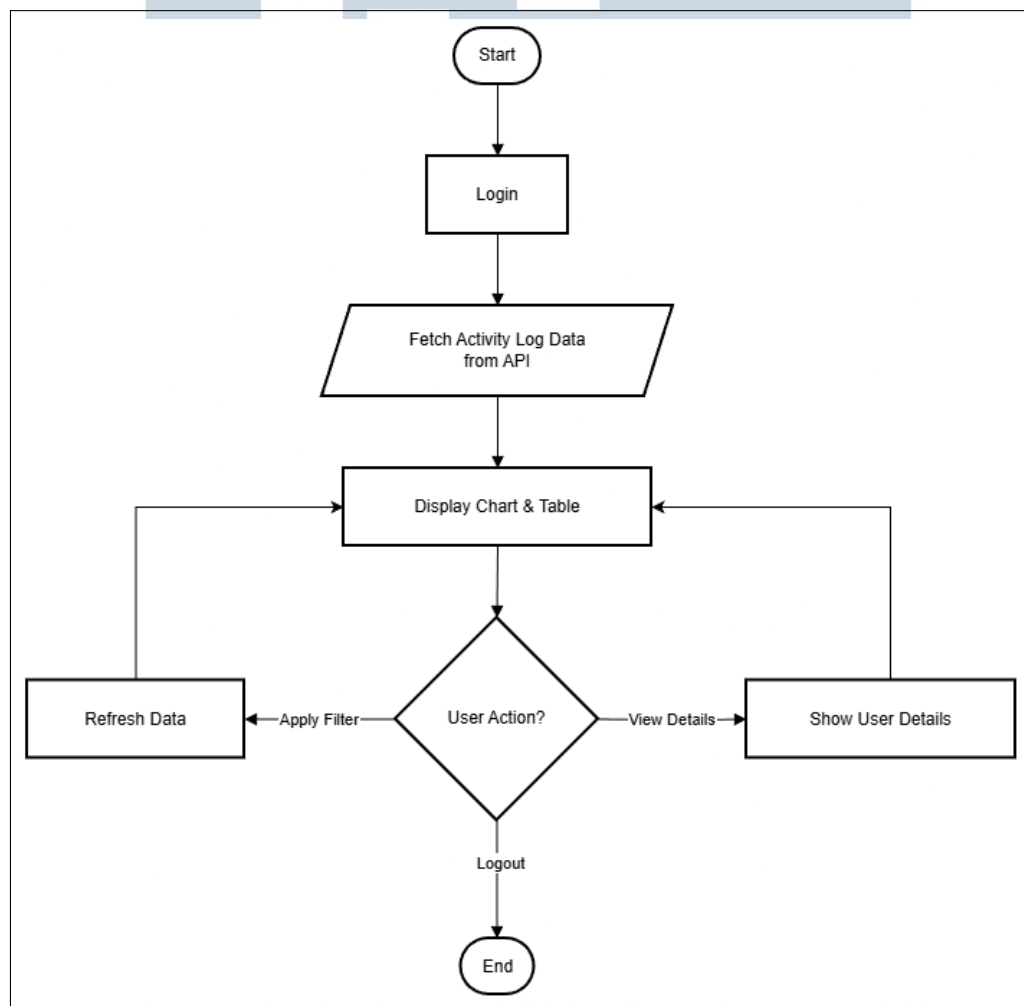 Start
Login
Fetch Activity Log Data
from API
Display Chart & Table
Refresh Data
Apply Filter
User Action?
View Details
Show User Details
Logout
End